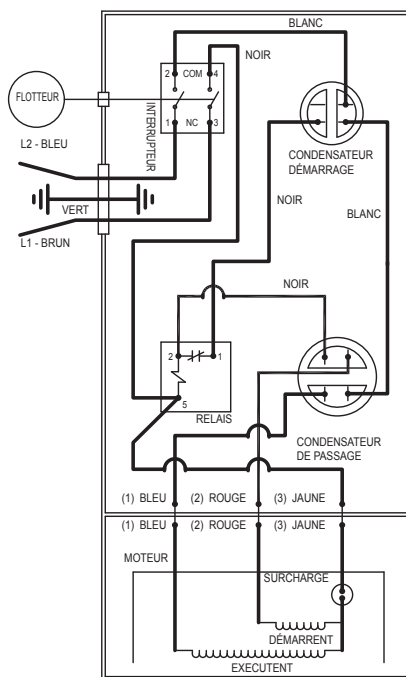 BLANC
NOIR
2 COM 4
FLOTTEUR
INTERRUPTEUR
1 NC 3
L2 - BLEU
CONDENSATEUR
DÉMARRAGE
VERT
NOIR
BLANC
L1 - BRUN
NOIR
2 1
5
RELAIS
CONDENSATEUR
DE PASSAGE
(1) BLEU (2) ROUGE (3) JAUNE
(1) BLEU (2) ROUGE (3) JAUNE
MOTEUR
SURCHARGE
DÉMARRENT
EXECUTENT